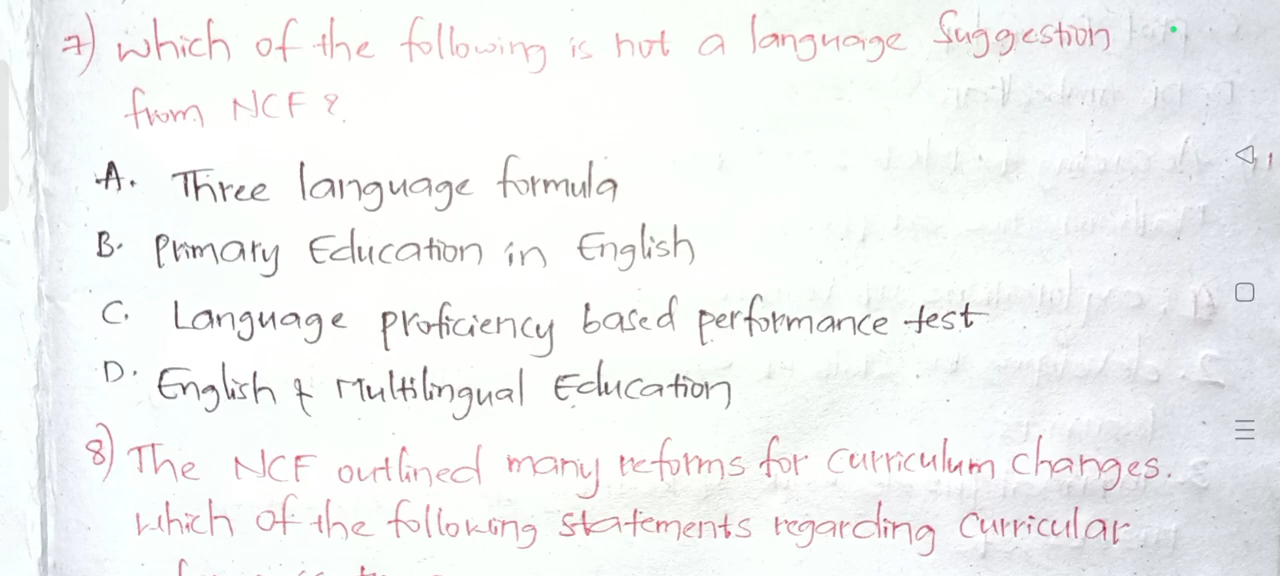 7) which of the following is not a language Suggestion
from NCF ?
A. Three language formula
B. Primary Education in English
C. Language proficiency based performance test
D. English & Multilingual Education
8) The NCF outlined many reforms for curriculum changes.
which of the following statements regarding Curricular